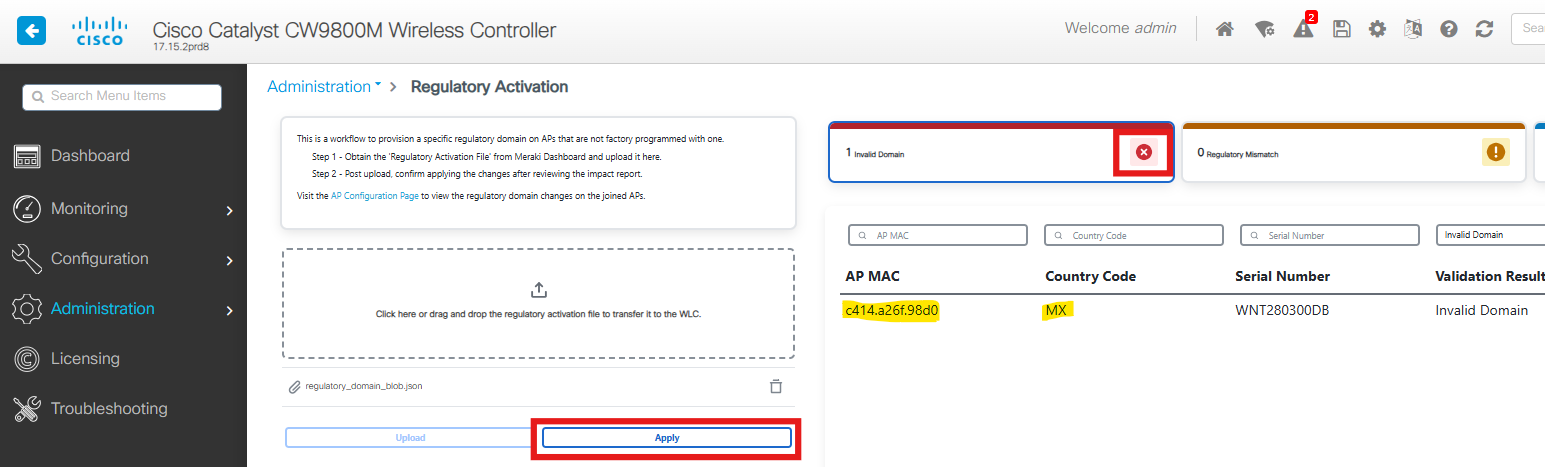 Cisco Catalyst CW9800M Wireless Controller
CISCO
17.15.2prd8
Welcome admin
2
Sea
Search Menu Items
Dashboard
Monitoring
Configuration
Administration
Licensing
Troubleshooting
Administration > Regulatory Activation
This is a workflow to provision a specific regulatory domain on APs that are not factory programmed with one.
Step 1 - Obtain the 'Regulatory Activation File' from Meraki Dashboard and upload it here.
Step 2 - Post upload, confirm applying the changes after reviewing the impact report.
Visit the AP Configuration Page to view the regulatory domain changes on the joined APs.
Click here or drag and drop the regulatory activation file to transfer it to the WLC.
regulatory_domain_blob.json
Upload Apply
1 Invalid Domain
0 Regulatory Mismatch
AP MAC Country Code Serial Number Invalid Domain
AP MAC Country Code Serial Number Validation Result
c414.a26f.98d0 MX WNT280300DB Invalid Domain